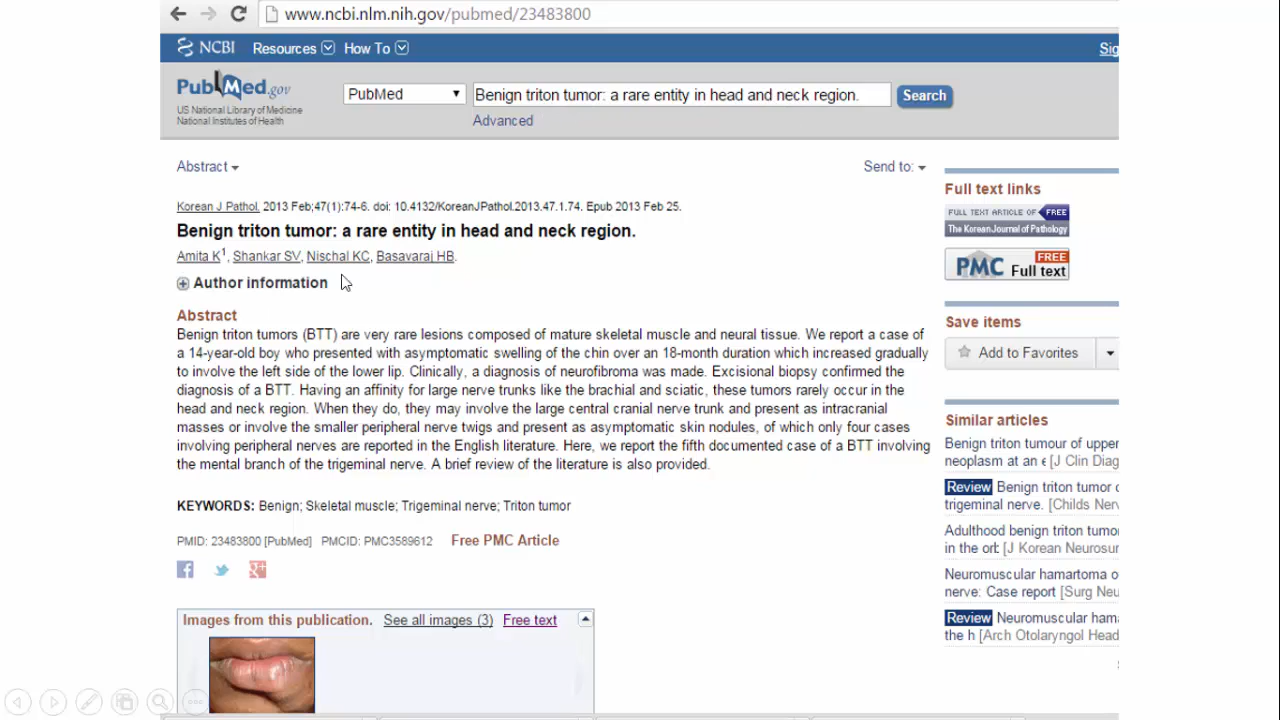 www.ncbi.nlm.nih.gov/pubmed/23483800
NCBI Resources How To
Sig
PubMed.gov
US National Library of Medicine
National Institutes of Health
PubMed
Benign triton tumor: a rare entity in head and neck region.
Search
Advanced
Abstract
Send to:
Korean J Pathol. 2013 Feb;47(1):74-6. doi: 10.4132/KoreanJPathol.2013.47.1.74. Epub 2013 Feb 25.
Benign triton tumor: a rare entity in head and neck region.
Amita K1, Shankar SV, Nischal KC, Basavaraj HB.
Author information
Abstract
Benign triton tumors (BTT) are very rare lesions composed of mature skeletal muscle and neural tissue. We report a case of
a 14-year-old boy who presented with asymptomatic swelling of the chin over an 18-month duration which increased gradually
to involve the left side of the lower lip. Clinically, a diagnosis of neurofibroma was made. Excisional biopsy confirmed the
diagnosis of a BTT. Having an affinity for large nerve trunks like the brachial and sciatic, these tumors rarely occur in the
head and neck region. When they do, they may involve the large central cranial nerve trunk and present as intracranial
masses or involve the smaller peripheral nerve twigs and present as asymptomatic skin nodules, of which only four cases
involving peripheral nerves are reported in the English literature. Here, we report the fifth documented case of a BTT involving
the mental branch of the trigeminal nerve. A brief review of the literature is also provided.
KEYWORDS: Benign; Skeletal muscle; Trigeminal nerve; Triton tumor
PMID: 23483800 [PubMed] PMCID: PMC3589612 Free PMC Article
Images from this publication. See all images (3) Free text
Full text links
FULL TEXT ARTICLE OF FREE
The Korean Journal of Pathology
PMC FREE
Full text
Save items
Add to Favorites
Similar articles
Benign triton tumour of upper
neoplasm at an e [J Clin Diag
Review Benign triton tumor o
trigeminal nerve. [Childs Nerv
Adulthood benign triton tumor
in the orb [J Korean Neurosur
Neuromuscular hamartoma o
nerve: Case report [Surg Neu
Review Neuromuscular hama
the h [Arch Otolaryngol Head